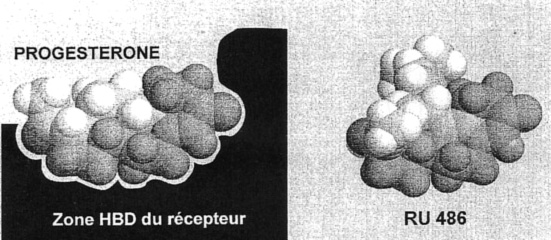 PROGESTERONE
Zone HBD du récepteur
RU 486